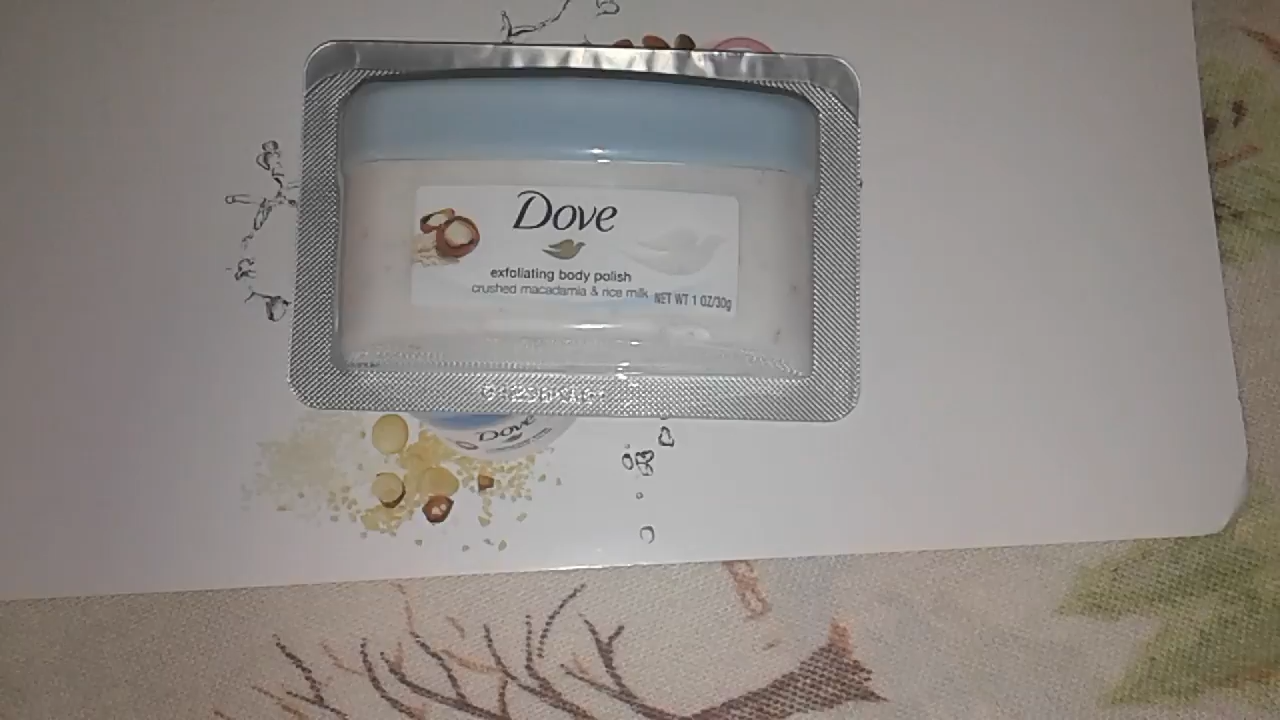 Dove
exfoliating body polish
crushed macadamia & rice milk
NET WT 1 OZ/30g
Dove